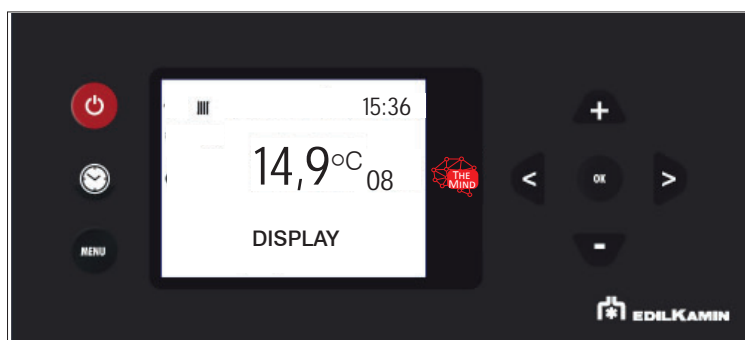 15:36
14,9°C 08
THE
MIND
< OK >
+
DISPLAY
MENU
-
EDILKAMIN